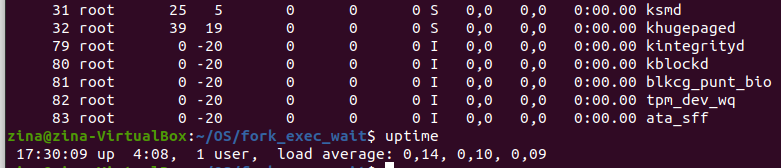 31 root 25 5 0 0 0 S 0,0 0,0 0:00.00 ksmd
32 root 39 19 0 0 0 S 0,0 0,0 0:00.00 khugepaged
79 root 0 -20 0 0 0 I 0,0 0,0 0:00.00 kintegrityd
80 root 0 -20 0 0 0 I 0,0 0,0 0:00.00 kblockd
81 root 0 -20 0 0 0 I 0,0 0,0 0:00.00 blkcg_punt_bio
82 root 0 -20 0 0 0 I 0,0 0,0 0:00.00 tpm_dev_wq
83 root 0 -20 0 0 0 I 0,0 0,0 0:00.00 ata_sff
zina@zina-VirtualBox:~/OS/fork_exec_wait$ uptime
17:30:09 up 4:08, 1 user, load average: 0,14, 0,10, 0,09